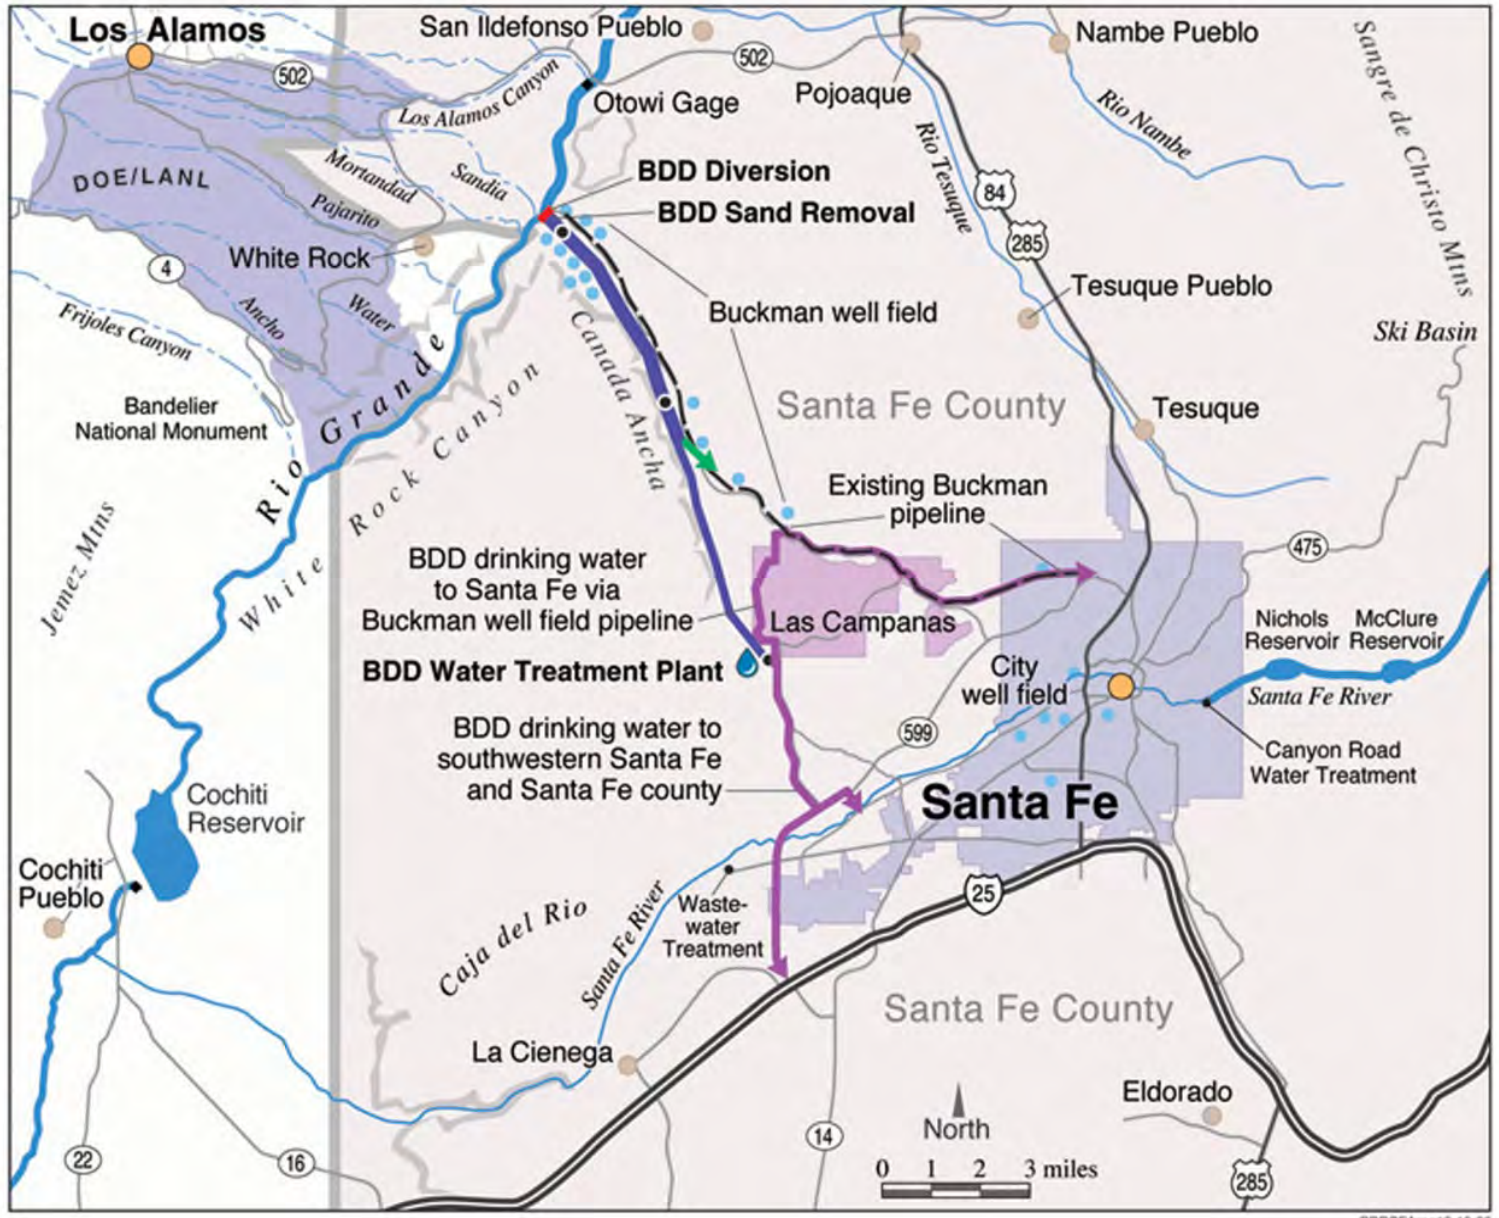 Los Alamos
San Ildefonso Pueblo
Nambe Pueblo
502
502
Pojoaque
Otowi Gage
Los Alamos Canyon
Rio Nambe
Sangre de Christo Mtns
Rio Tesuque
DOE/LANL
Mortandad
Sandia
Pajarito
BDD Diversion
BDD Sand Removal
84
285
White Rock
4
Ancho
Water
Frijoles Canyon
Tesuque Pueblo
Buckman well field
Ski Basin
Canada Ancha
Bandelier
National Monument
Rio Grande
White Rock Canyon
Santa Fe County
Tesuque
Jemez Mtns
Existing Buckman
pipeline
475
BDD drinking water
to Santa Fe via
Buckman well field pipeline
Las Campanas
Nichols
Reservoir
McClure
Reservoir
BDD Water Treatment Plant
City
well field
Santa Fe River
599
BDD drinking water to
southwestern Santa Fe
and Santa Fe county
Canyon Road
Water Treatment
Santa Fe
Cochiti
Reservoir
Cochiti
Pueblo
25
Waste-
water
Treatment
Caja del Rio
Santa Fe River
Santa Fe County
La Cienega
Eldorado
North
14
22
16
0 1 2 3 miles
285